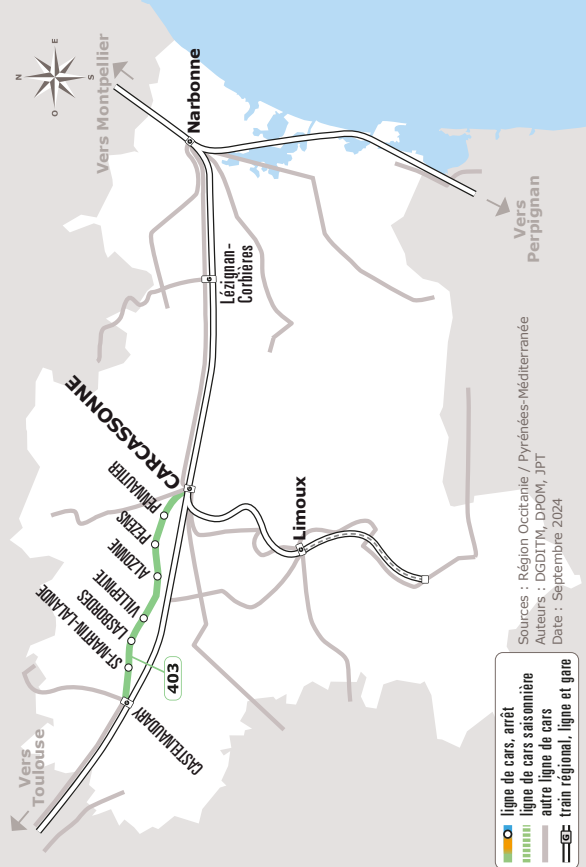 N
E
S
O
Vers Montpellier
Narbonne
Vers
Perpignan
Lézignan-
Corbières
CARCASSONNE
PENNAUTIER
PEZENS
ALZONNE
VILLEPINTE
LASBORDES
ST-MARTIN-LALANDE
403
CASTELNAUDARY
Limoux
Vers
Toulouse
Sources : Région Occitanie / Pyrénées-Méditerranée
Auteurs : DGDITM, DPOM, JPT
Date : Septembre 2024
ligne de cars, arrêt
ligne de cars saisonnière
autre ligne de cars
G train régional, ligne et gare